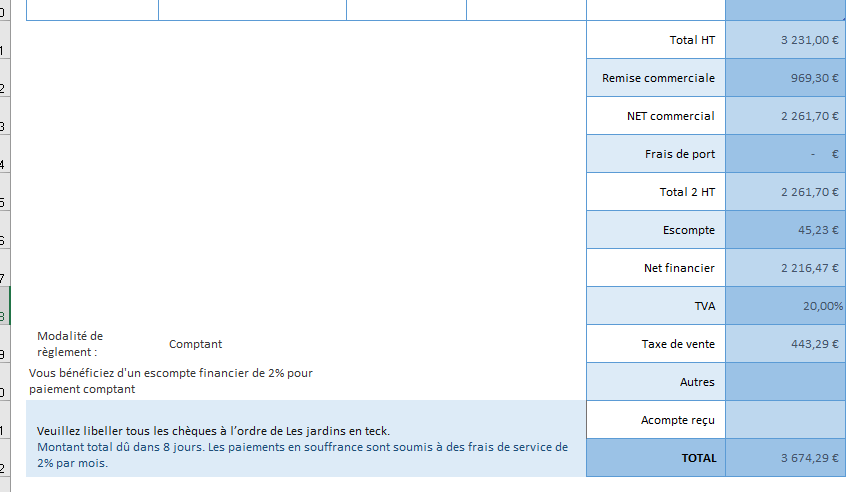 Total HT 3 231,00 €
Remise commerciale 969,30 €
NET commercial 2 261,70 €
Frais de port - €
Total 2 HT 2 261,70 €
Escompte 45,23 €
Net financier 2 216,47 €
TVA 20,00%
Modalité de
règlement :
Comptant
Taxe de vente 443,29 €
Vous bénéficiez d'un escompte financier de 2% pour
paiement comptant
Autres
Veuillez libeller tous les chèques à l'ordre de Les jardins en teck.
Acompte reçu
Montant total dû dans 8 jours. Les paiements en souffrance sont soumis à des frais de service de
2% par mois.
TOTAL 3 674,29 €